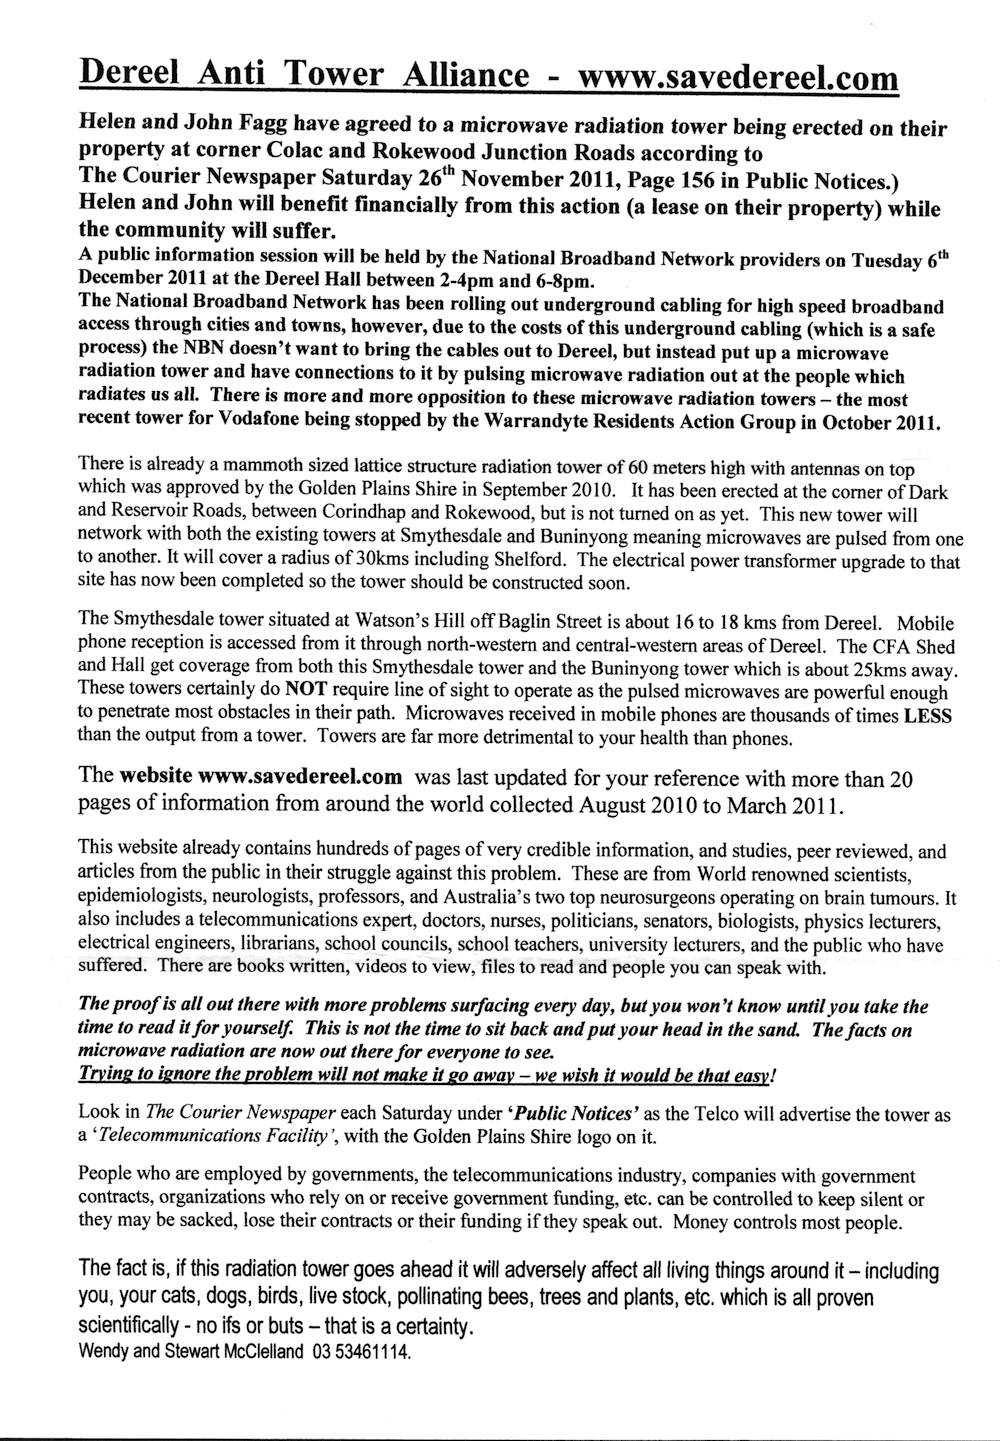 Dereel Anti Tower Alliance - www.savedereel.com
Helen and John Fagg have agreed to a microwave radiation tower being erected on their
property at corner Colac and Rokewood Junction Roads according to
The Courier Newspaper Saturday 26th November 2011, Page 156 in Public Notices.)
Helen and John will benefit financially from this action (a lease on their property) while
the community will suffer.
A public information session will be held by the National Broadband Network providers on Tuesday 6th
December 2011 at the Dereel Hall between 2-4pm and 6-8pm.
The National Broadband Network has been rolling out underground cabling for high speed broadband
access through cities and towns, however, due to the costs of this underground cabling (which is a safe
process) the NBN doesn't want to bring the cables out to Dereel, but instead put up a microwave
radiation tower and have connections to it by pulsing microwave radiation out at the people which
radiates us all. There is more and more opposition to these microwave radiation towers – the most
recent tower for Vodafone being stopped by the Warrandyte Residents Action Group in October 2011.
There is already a mammoth sized lattice structure radiation tower of 60 meters high with antennas on top
which was approved by the Golden Plains Shire in September 2010. It has been erected at the corner of Dark
and Reservoir Roads, between Corindhap and Rokewood, but is not turned on as yet. This new tower will
network with both the existing towers at Smythesdale and Buninyong meaning microwaves are pulsed from one
to another. It will cover a radius of 30kms including Shelford. The electrical power transformer upgrade to that
site has now been completed so the tower should be constructed soon.
The Smythesdale tower situated at Watson's Hill off Baglin Street is about 16 to 18 kms from Dereel. Mobile
phone reception is accessed from it through north-western and central-western areas of Dereel. The CFA Shed
and Hall get coverage from both this Smythesdale tower and the Buninyong tower which is about 25kms away.
These towers certainly do NOT require line of sight to operate as the pulsed microwaves are powerful enough
to penetrate most obstacles in their path. Microwaves received in mobile phones are thousands of times LESS
than the output from a tower. Towers are far more detrimental to your health than phones.
The website www.savedereel.com was last updated for your reference with more than 20
pages of information from around the world collected August 2010 to March 2011.
This website already contains hundreds of pages of very credible information, and studies, peer reviewed, and
articles from the public in their struggle against this problem. These are from World renowned scientists,
epidemiologists, neurologists, professors, and Australia's two top neurosurgeons operating on brain tumours. It
also includes a telecommunications expert, doctors, nurses, politicians, senators, biologists, physics lecturers,
electrical engineers, librarians, school councils, school teachers, university lecturers, and the public who have
suffered. There are books written, videos to view, files to read and people you can speak with.
The proof is all out there with more problems surfacing every day, but you won't know until you take the
time to read it for yourself. This is not the time to sit back and put your head in the sand. The facts on
microwave radiation are now out there for everyone to see.
Trying to ignore the problem will not make it go away – we wish it would be that easy!
Look in The Courier Newspaper each Saturday under 'Public Notices' as the Telco will advertise the tower as
a 'Telecommunications Facility', with the Golden Plains Shire logo on it.
People who are employed by governments, the telecommunications industry, companies with government
contracts, organizations who rely on or receive government funding, etc. can be controlled to keep silent or
they may be sacked, lose their contracts or their funding if they speak out. Money controls most people.
The fact is, if this radiation tower goes ahead it will adversely affect all living things around it – including
you, your cats, dogs, birds, live stock, pollinating bees, trees and plants, etc. which is all proven
scientifically - no ifs or buts – that is a certainty.
Wendy and Stewart McClelland 03 53461114.